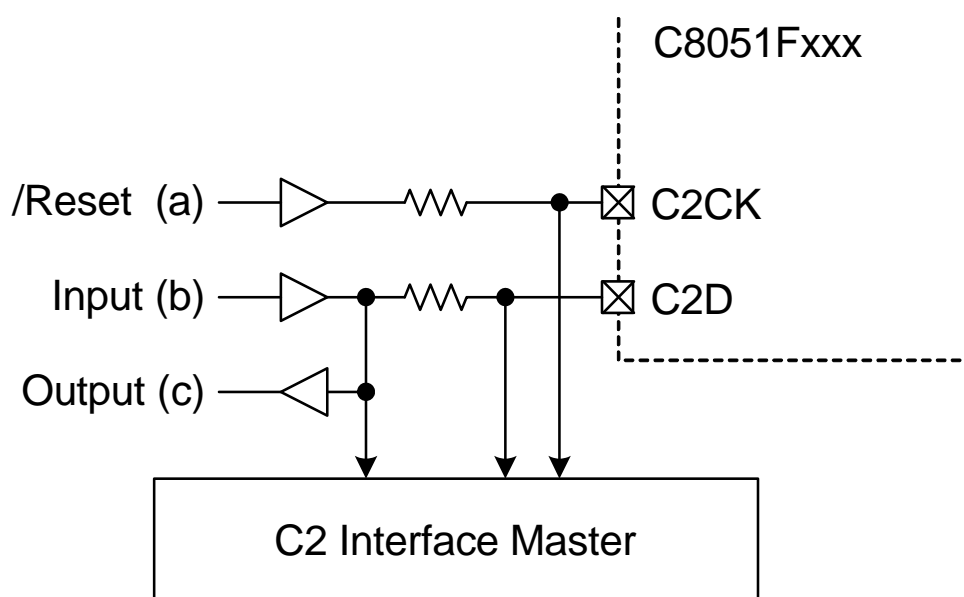 C8051Fxxx
/Reset (a)
C2CK
Input (b)
C2D
Output (c)
C2 Interface Master